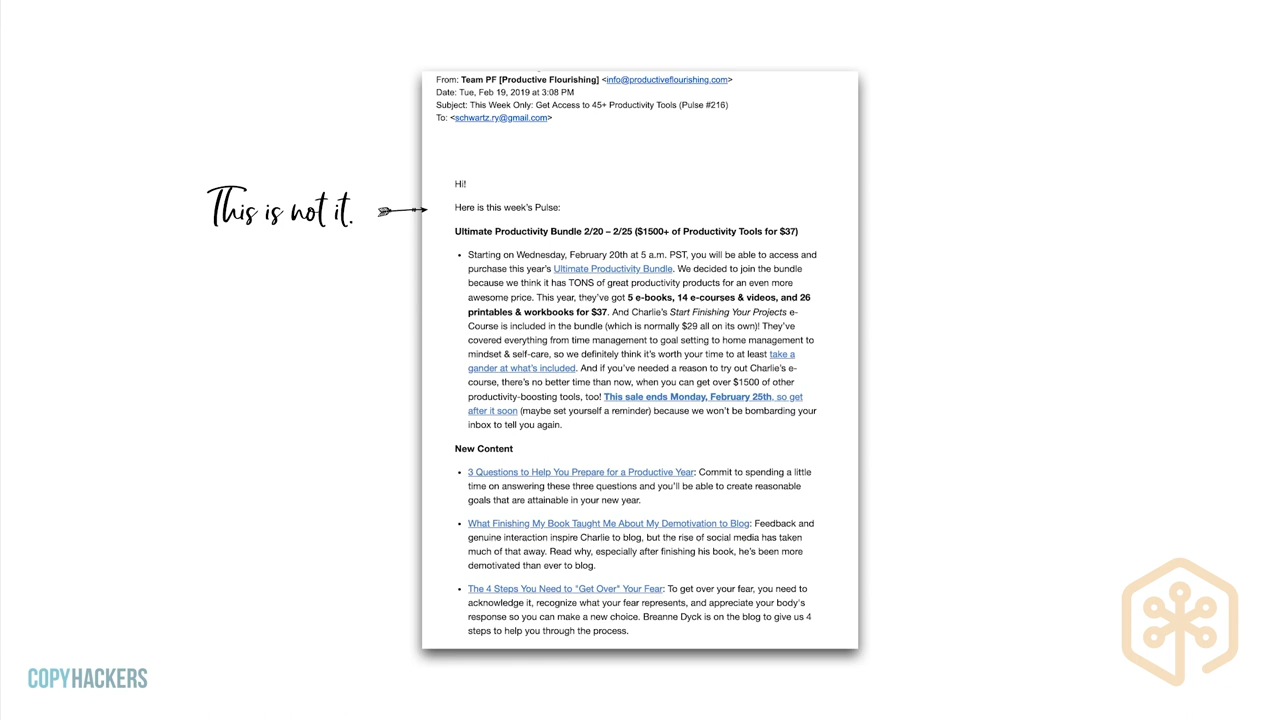 From: Team PF [Productive Flourishing] <info@productiveflourishing.com>
Date: Tue, Feb 19, 2019 at 3:08 PM
Subject: This Week Only: Get Access to 45+ Productivity Tools (Pulse #216)
To: <schwartz.ry@gmail.com>
Hi!
This is not it.
Here is this week's Pulse:
Ultimate Productivity Bundle 2/20 – 2/25 ($1500+ of Productivity Tools for $37)
• Starting on Wednesday, February 20th at 5 a.m. PST, you will be able to access and
purchase this year's Ultimate Productivity Bundle. We decided to join the bundle
because we think it has TONS of great productivity products for an even more
awesome price. This year, they've got 5 e-books, 14 e-courses & videos, and 26
printables & workbooks for $37. And Charlie's Start Finishing Your Projects e-
Course is included in the bundle (which is normally $29 all on its own)! They've
covered everything from time management to goal setting to home management to
mindset & self-care, so we definitely think it's worth your time to at least take a
gander at what's included. And if you've needed a reason to try out Charlie's e-
course, there's no better time than now, when you can get over $1500 of other
productivity-boosting tools, too! This sale ends Monday, February 25th, so get
after it soon (maybe set yourself a reminder) because we won't be bombarding your
inbox to tell you again.
New Content
• 3 Questions to Help You Prepare for a Productive Year: Commit to spending a little
time on answering these three questions and you'll be able to create reasonable
goals that are attainable in your new year.
• What Finishing My Book Taught Me About My Demotivation to Blog: Feedback and
genuine interaction inspire Charlie to blog, but the rise of social media has taken
much of that away. Read why, especially after finishing his book, he's been more
demotivated than ever to blog.
• The 4 Steps You Need to "Get Over" Your Fear: To get over your fear, you need to
acknowledge it, recognize what your fear represents, and appreciate your body's
response so you can make a new choice. Breanne Dyck is on the blog to give us 4
steps to help you through the process.
COPYHACKERS